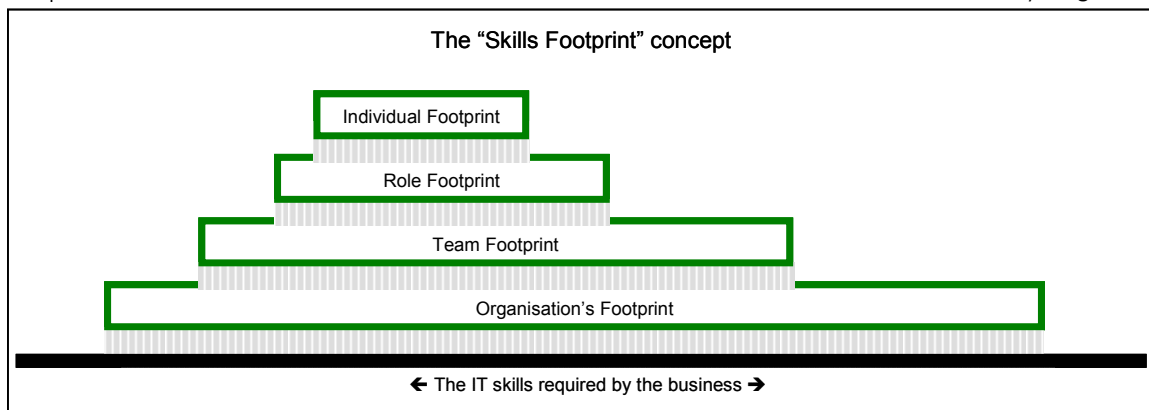 The “Skills Footprint” concept
Individual Footprint
Role Footprint
Team Footprint
Organisation’s Footprint
← The IT skills required by the business →